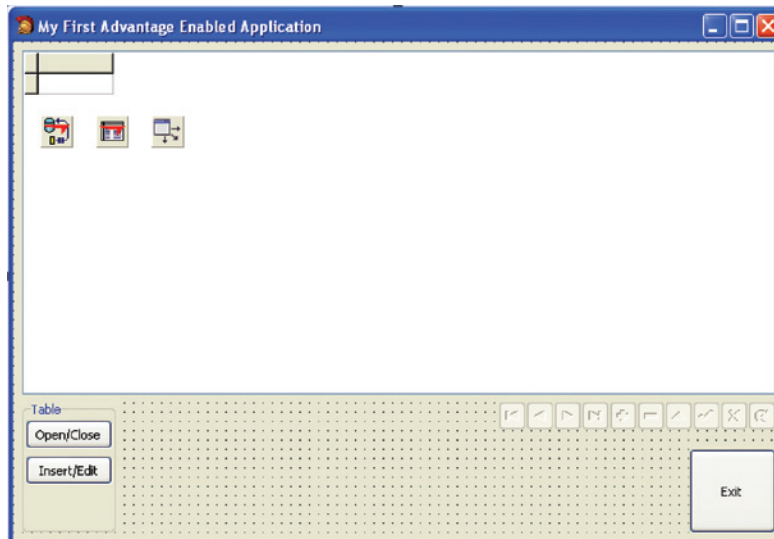 My First Advantage Enabled Application
Table
Open/Close
Insert/Edit
Exit